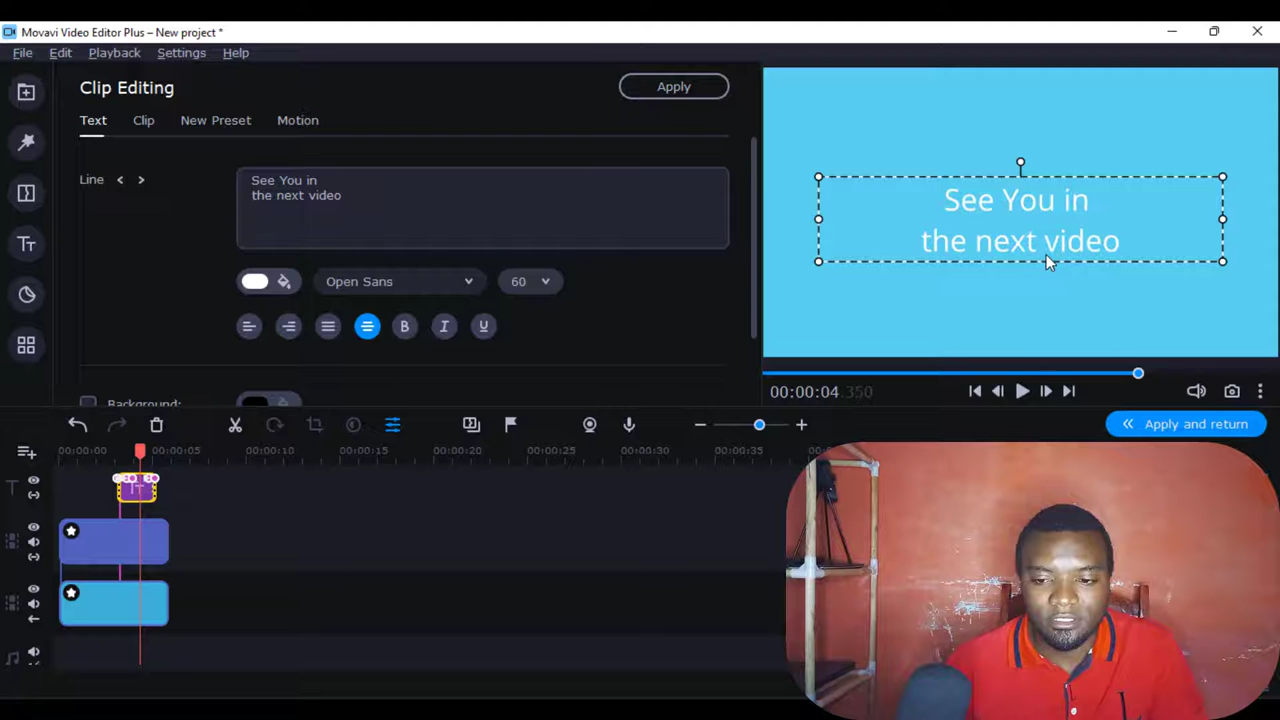 Movavi Video Editor Plus – New project *
File Edit Playback Settings Help
Clip Editing
Apply
Text Clip New Preset Motion
Line
See You in
the next video
Open Sans
60
B I U
Background:
See You in
the next video
00:00:04.350
Apply and return
00:00:00 00:00:05 00:00:10 00:00:15 00:00:20 00:00:25 00:00:30 00:00:35